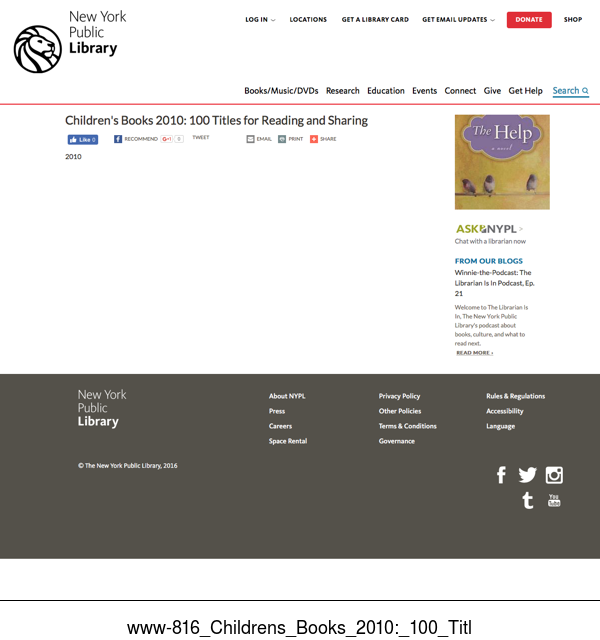 New York
Public
Library
LOG IN
LOCATIONS
GET A LIBRARY CARD
GET EMAIL UPDATES
DONATE
SHOP
Books/Music/DVDs
Research
Education
Events
Connect
Give
Get Help
Search
Children's Books 2010: 100 Titles for Reading and Sharing
Like 0
RECOMMEND
G+1 0
TWEET
EMAIL
PRINT
SHARE
2010
The Help
a novel
ASKNYPL >
Chat with a librarian now
FROM OUR BLOGS
Winnie-the-Podcast: The
Librarian Is In Podcast, Ep.
21
Welcome to The Librarian Is
In, The New York Public
Library's podcast about
books, culture, and what to
read next.
READ MORE ›
New York
Public
Library
About NYPL
Press
Careers
Space Rental
Privacy Policy
Other Policies
Terms & Conditions
Governance
Rules & Regulations
Accessibility
Language
© The New York Public Library, 2016
You
Tube
www-816_Childrens_Books_2010:_100_Titl